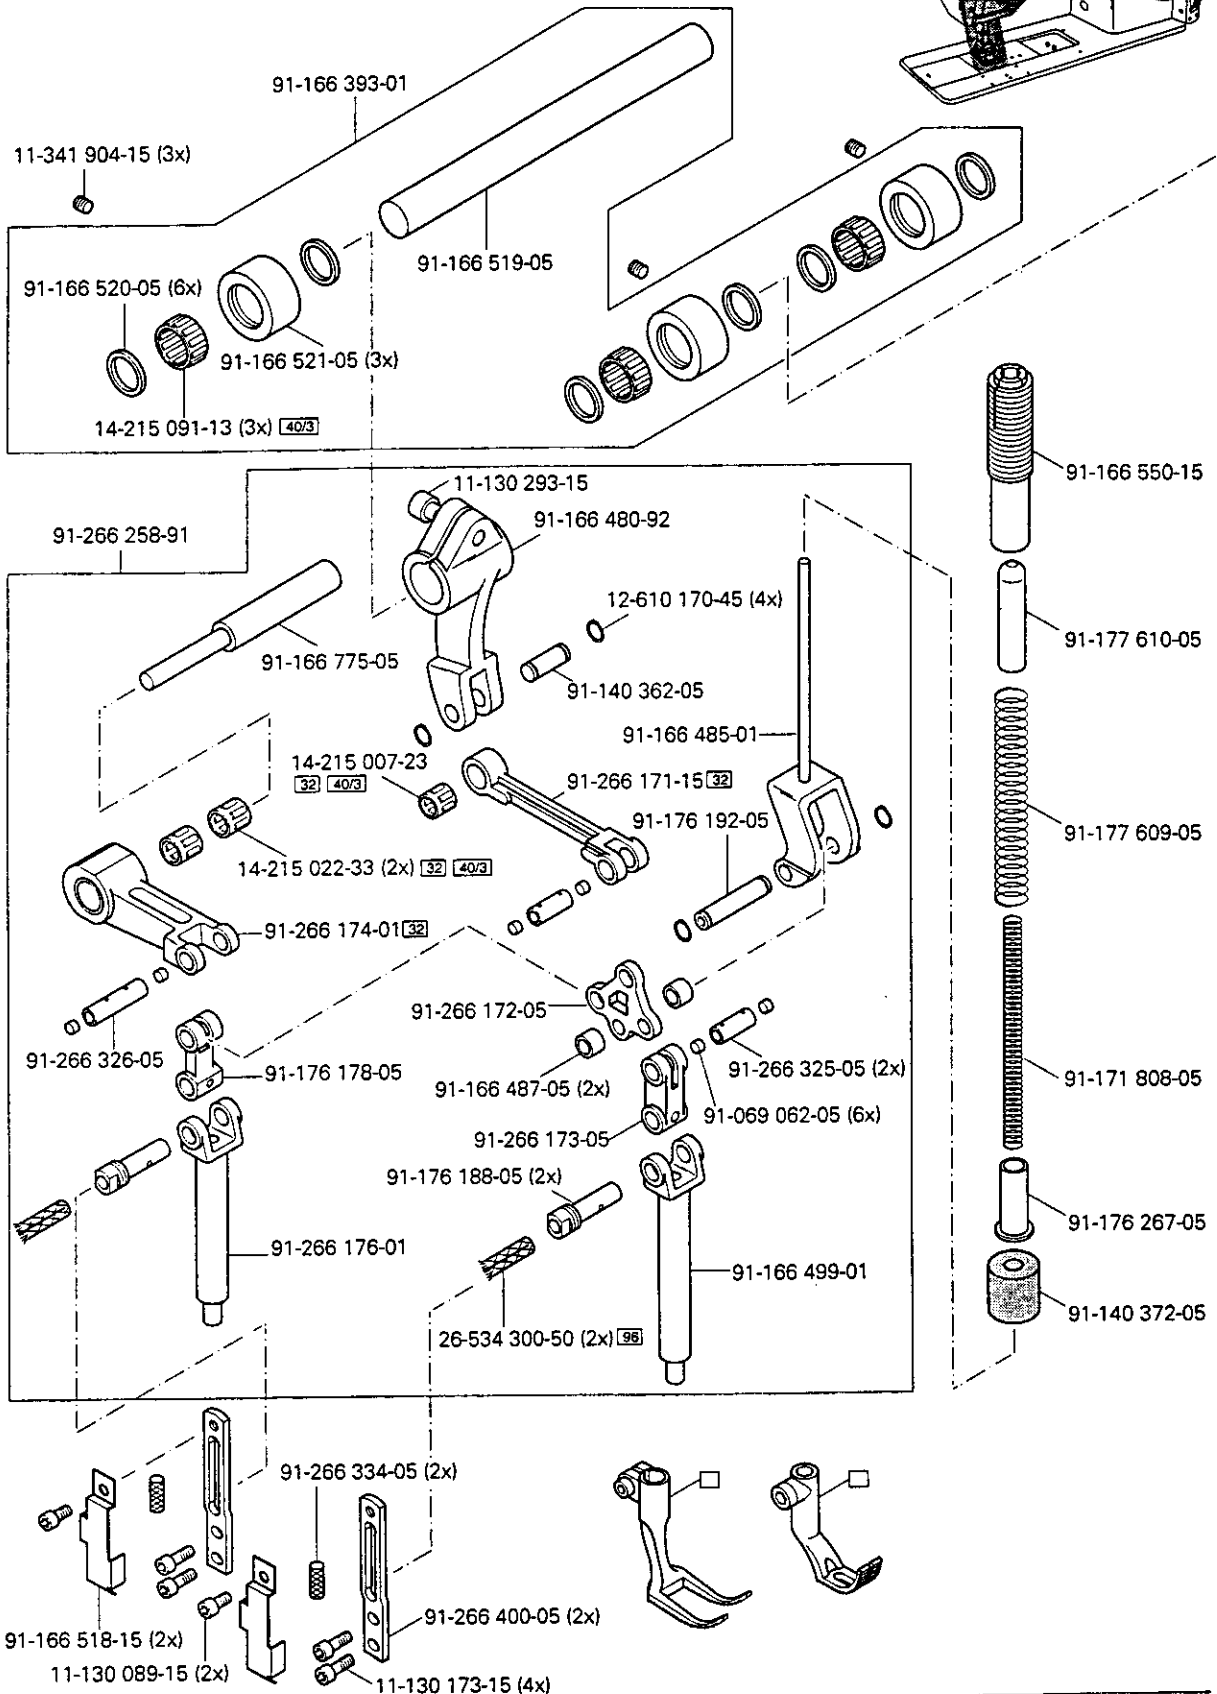 91-166 393-01
11-341 904-15 (3x)
91-166 519-05
91-166 520-05 (6x)
91-166 521-05 (3x)
14-215 091-13 (3x) 40/3
91-166 550-15
11-130 293-15
91-166 480-92
91-266 258-91
12-610 170-45 (4x)
91-177 610-05
91-166 775-05
91-140 362-05
91-166 485-01
14-215 007-23
32 40/3
91-266 171-15 32
91-176 192-05
91-177 609-05
14-215 022-33 (2x) 32 40/3
91-266 174-01 32
91-266 172-05
91-266 326-05
91-176 178-05
91-166 487-05 (2x)
91-266 325-05 (2x)
91-171 808-05
91-069 062-05 (6x)
91-266 173-05
91-176 188-05 (2x)
91-176 267-05
91-266 176-01
91-166 499-01
91-140 372-05
26-534 300-50 (2x) 96
91-266 334-05 (2x)
91-266 400-05 (2x)
91-166 518-15 (2x)
11-130 089-15 (2x)
11-130 173-15 (4x)